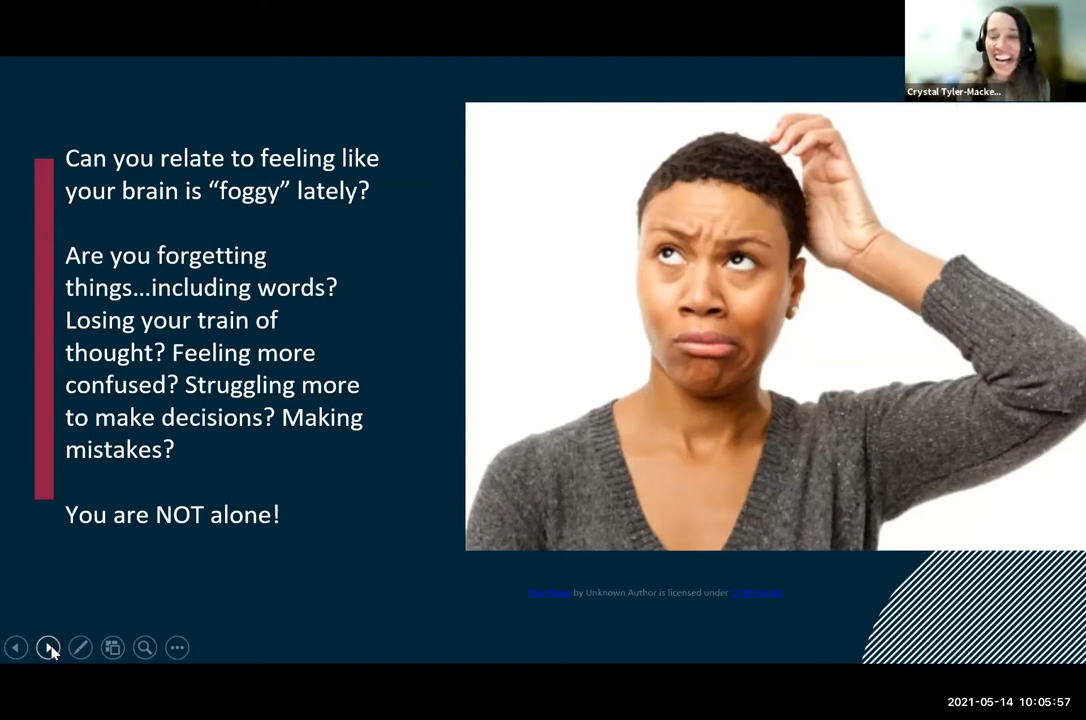 Crystal Tyler-Macke...
Can you relate to feeling like
your brain is “foggy” lately?
Are you forgetting
things...including words?
Losing your train of
thought? Feeling more
confused? Struggling more
to make decisions? Making
mistakes?
You are NOT alone!
This Photo by Unknown Author is licensed under
2021-05-14 10:05:57